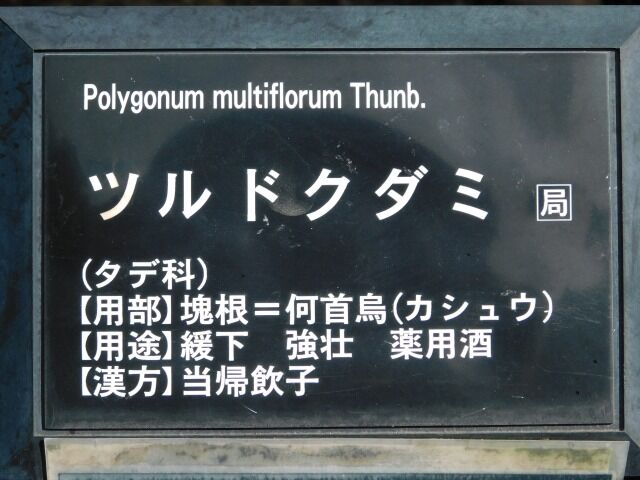 Polygonum multiflorum Thunb.
ツルドクダミ 局
(タデ科)
【用部】塊根=何首烏(カシュウ)
【用途】緩下　強壮　薬用酒
【漢方】当帰飲子